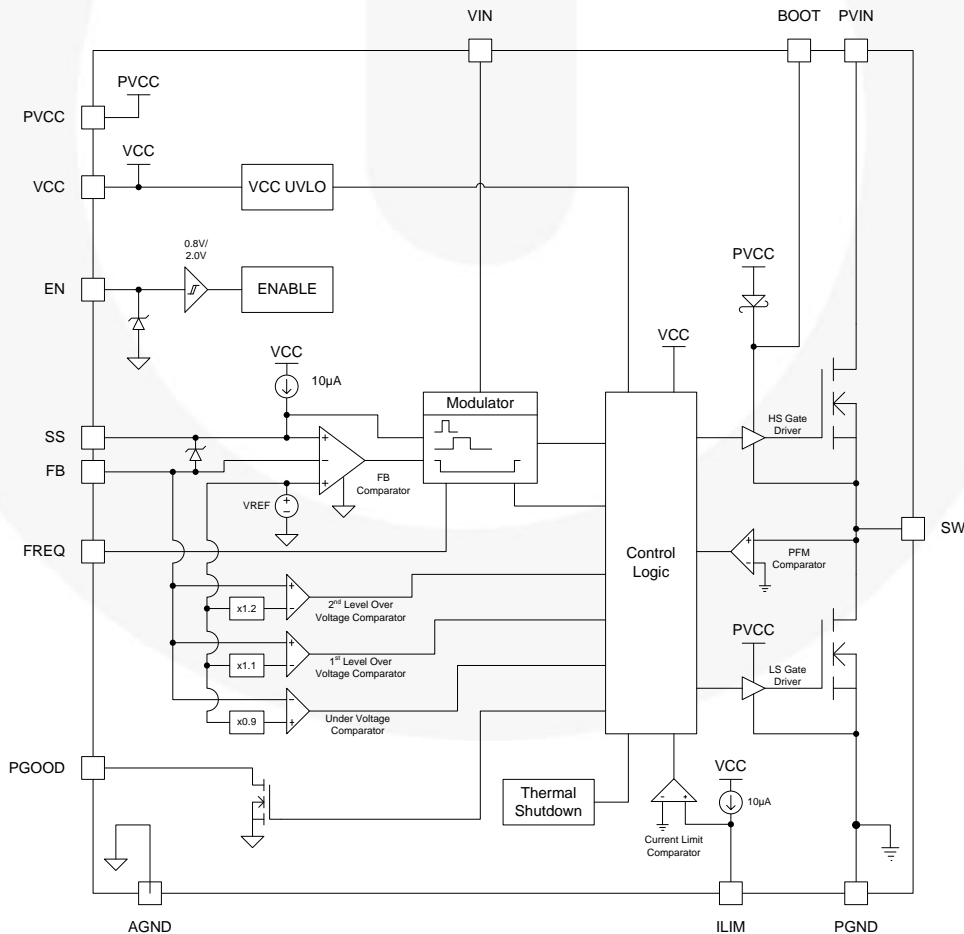 VIN
BOOT
PVIN
PVCC
PVCC
VCC
VCC
VCC UVLO
0.8V/
2.0V
EN
ENABLE
PVCC
VCC
10µA
VCC
Modulator
SS
FB
HS Gate
Driver
FB
Comparator
VREF
SW
FREQ
Control
Logic
PFM
Comparator
x1.2
2nd Level Over
Voltage Comparator
x1.1
1st Level Over
Voltage Comparator
PVCC
LS Gate
Driver
x0.9
Under Voltage
Comparator
PGOOD
Thermal
Shutdown
VCC
10µA
Current Limit
Comparator
AGND
ILIM
PGND